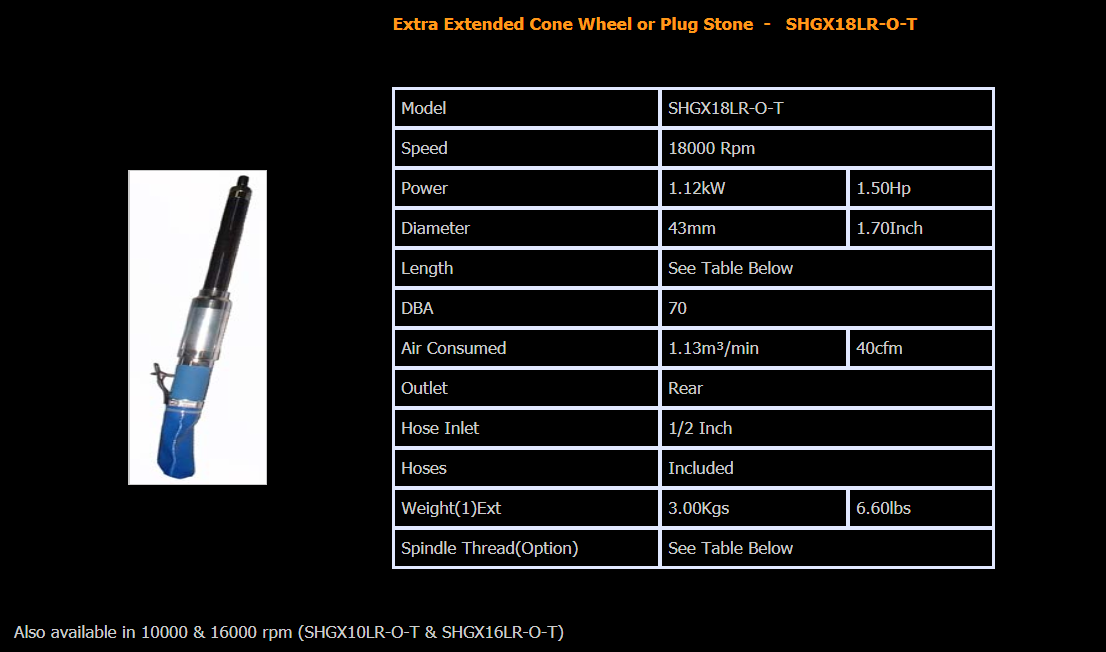 Extra Extended Cone Wheel or Plug Stone - SHGX18LR-O-T
Model SHGX18LR-O-T
Speed 18000 Rpm
Power 1.12kW 1.50Hp
Diameter 43mm 1.70Inch
Length See Table Below
DBA 70
Air Consumed 1.13m³/min 40cfm
Outlet Rear
Hose Inlet 1/2 Inch
Hoses Included
Weight(1)Ext 3.00Kgs 6.60lbs
Spindle Thread(Option) See Table Below
Also available in 10000 & 16000 rpm (SHGX10LR-O-T & SHGX16LR-O-T)